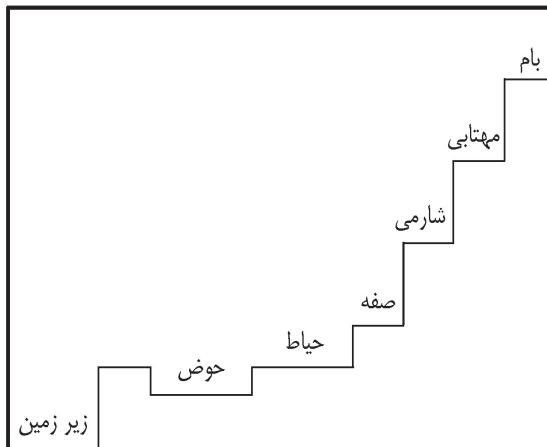 بام
مهتابی
شارمی
صفه
حیاط
حوض
زیر زمین